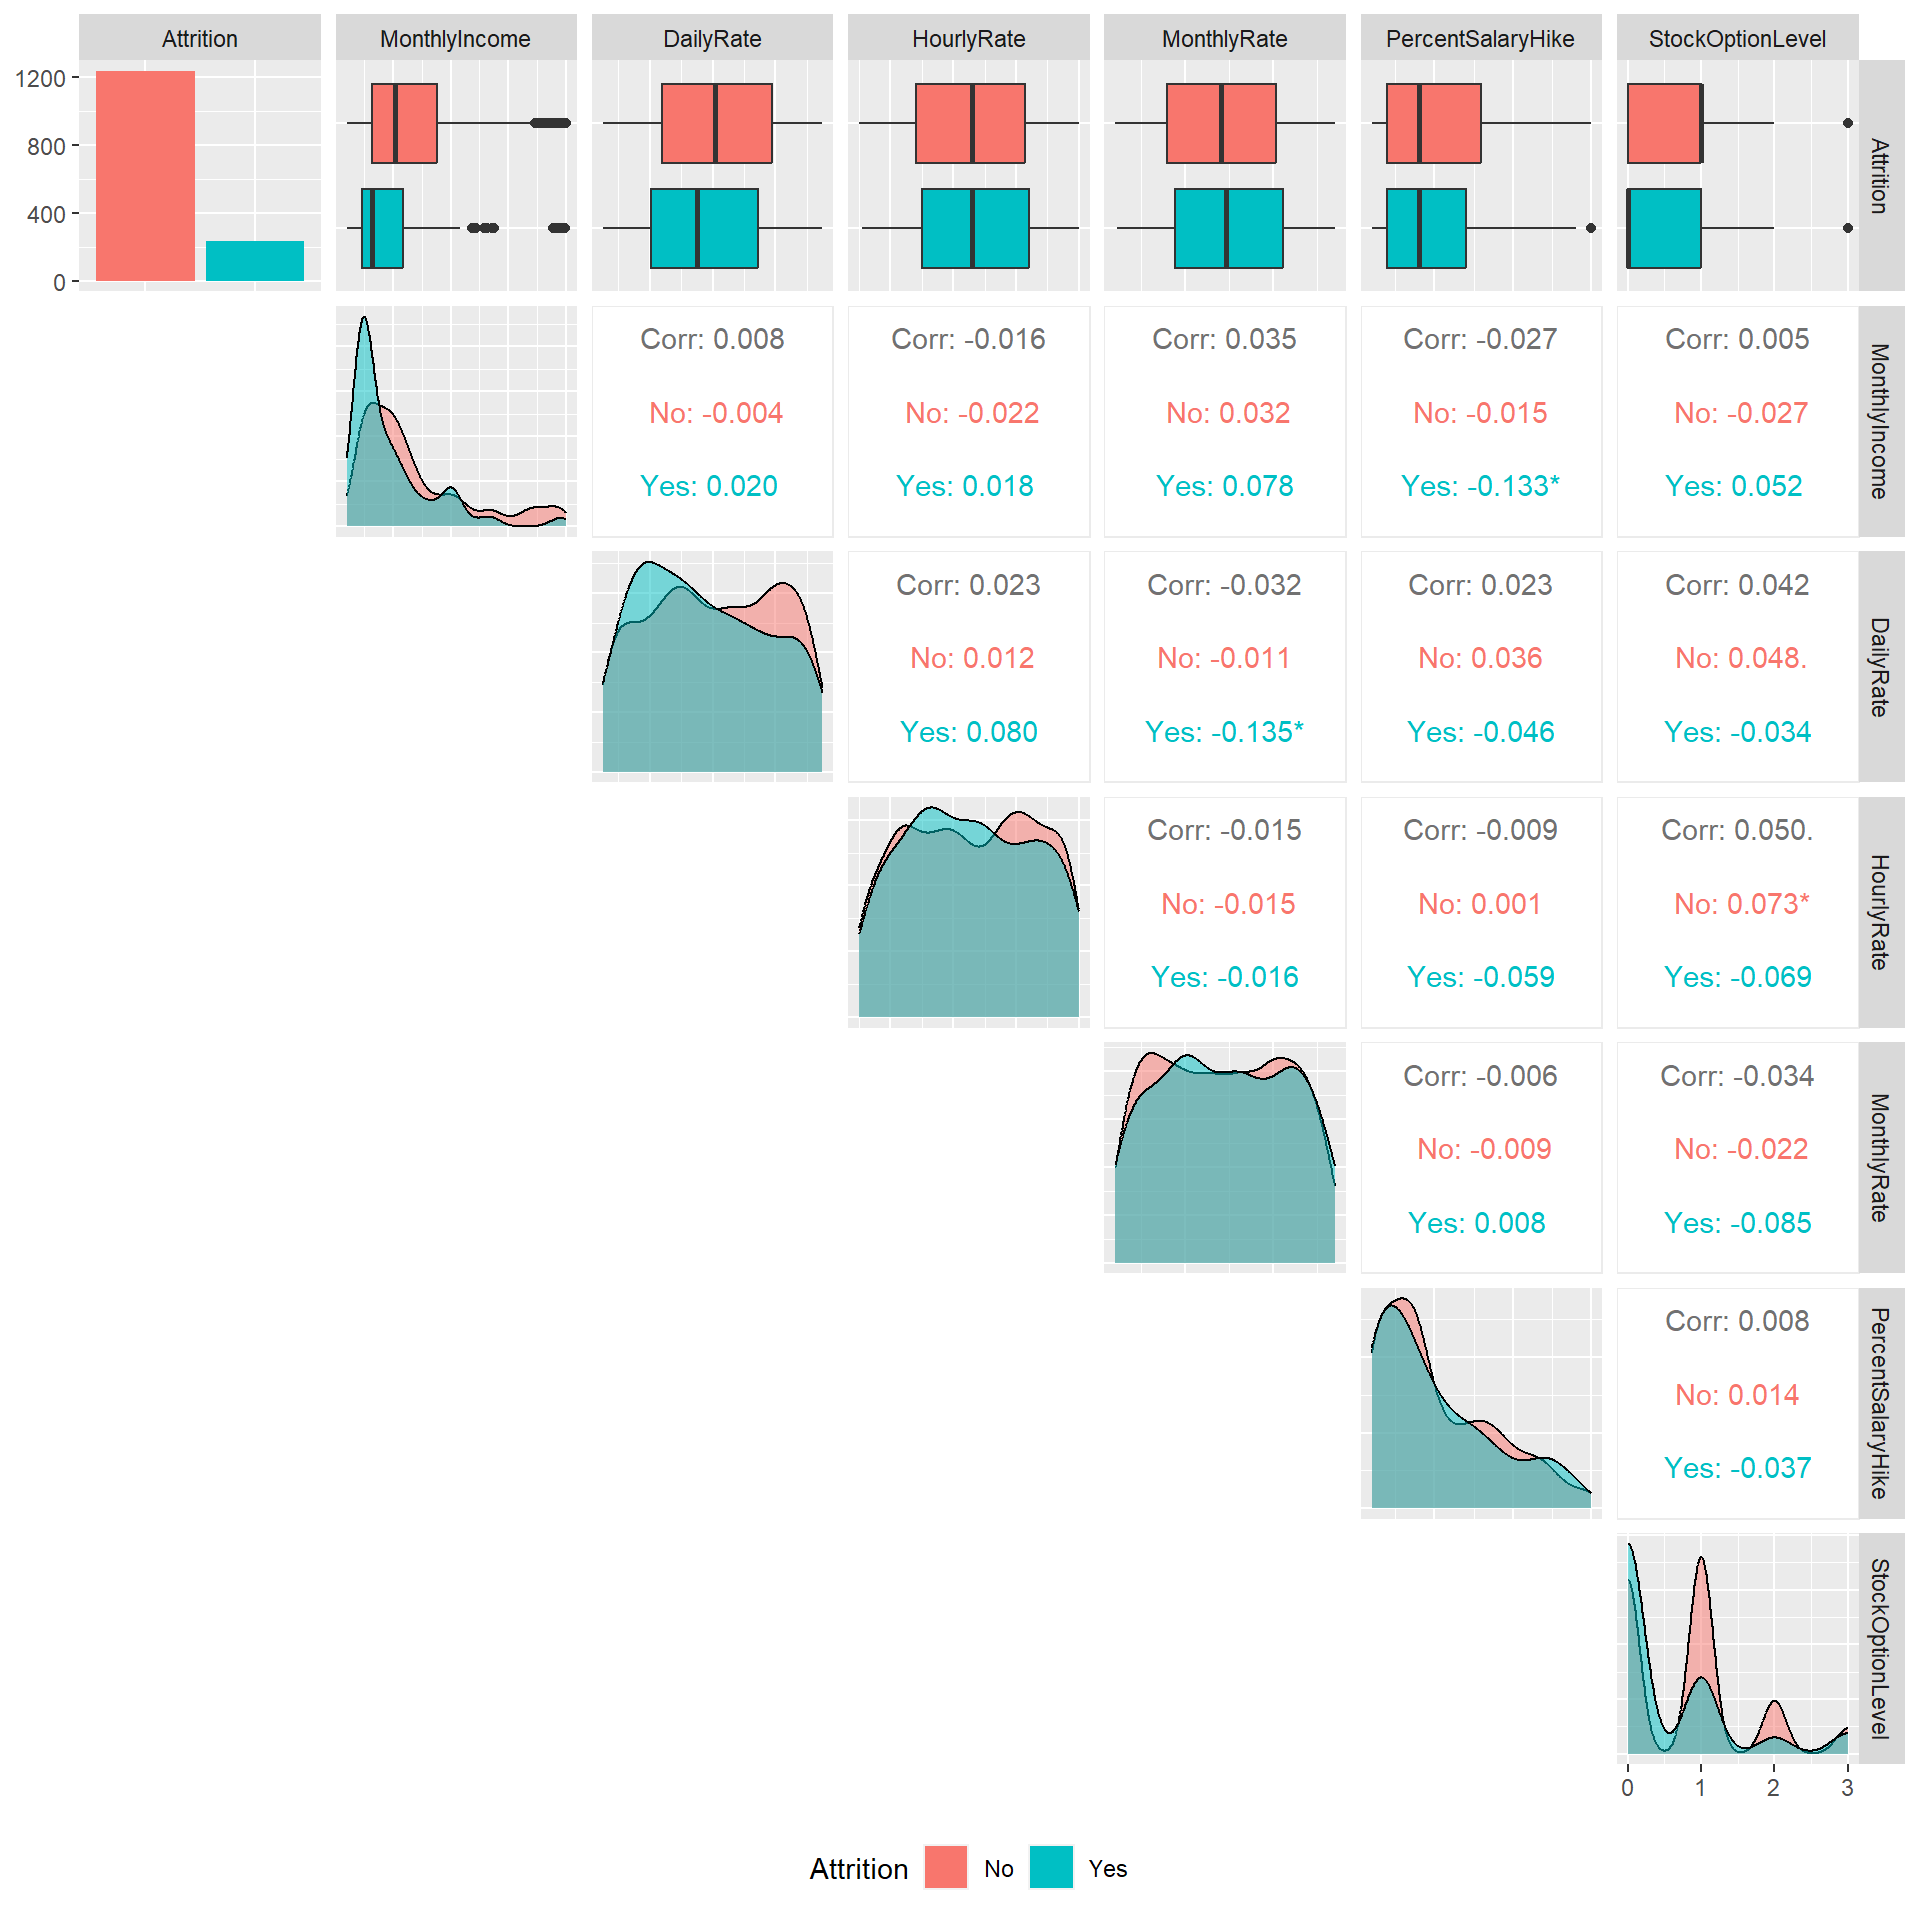 Attrition
MonthlyIncome
DailyRate
HourlyRate
MonthlyRate
PercentSalaryHike
StockOptionLevel
1200
800
400
0
Attrition
Corr: 0.008
No: -0.004
Yes: 0.020
Corr: -0.016
No: -0.022
Yes: 0.018
Corr: 0.035
No: 0.032
Yes: 0.078
Corr: -0.027
No: -0.015
Yes: -0.133*
Corr: 0.005
No: -0.027
Yes: 0.052
MonthlyIncome
Corr: 0.023
No: 0.012
Yes: 0.080
Corr: -0.032
No: -0.011
Yes: -0.135*
Corr: 0.023
No: 0.036
Yes: -0.046
Corr: 0.042
No: 0.048.
Yes: -0.034
DailyRate
Corr: -0.015
No: -0.015
Yes: -0.016
Corr: -0.009
No: 0.001
Yes: -0.059
Corr: 0.050.
No: 0.073*
Yes: -0.069
HourlyRate
Corr: -0.006
No: -0.009
Yes: 0.008
Corr: -0.034
No: -0.022
Yes: -0.085
MonthlyRate
Corr: 0.008
No: 0.014
Yes: -0.037
PercentSalaryHike
StockOptionLevel
0 1 2 3
Attrition No Yes